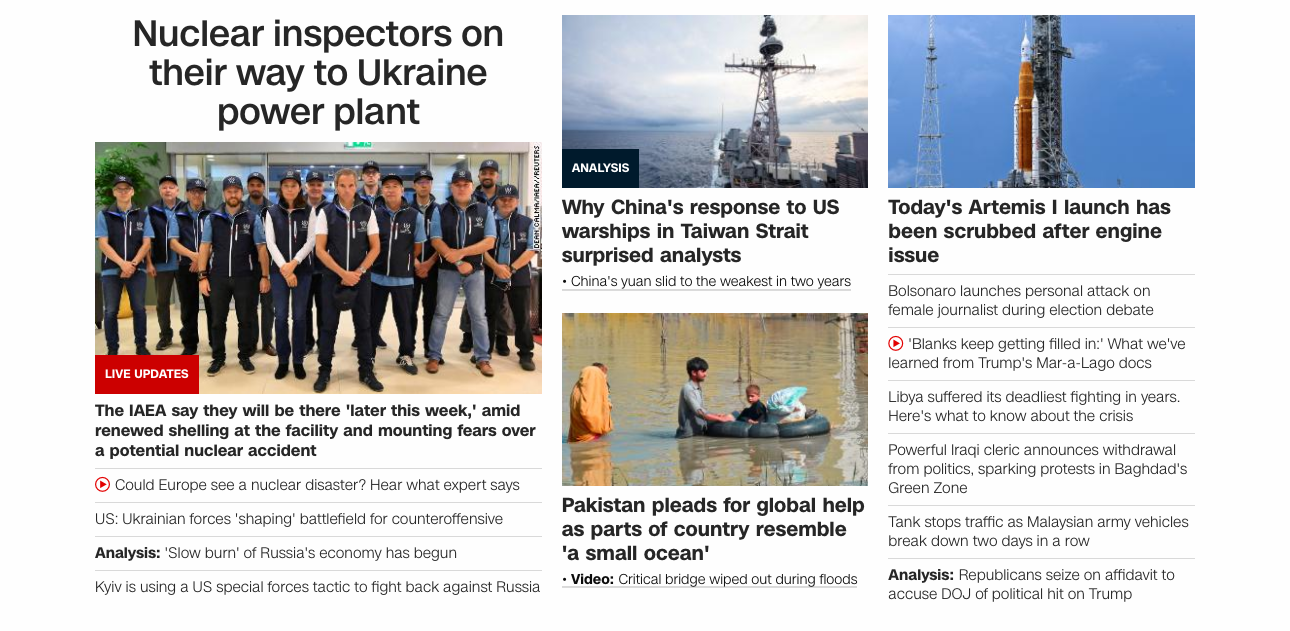 Nuclear inspectors on
their way to Ukraine
power plant
DEAN CALMA/IAEA//REUTERS
LIVE UPDATES
The IAEA say they will be there 'later this week,' amid
renewed shelling at the facility and mounting fears over
a potential nuclear accident
Could Europe see a nuclear disaster? Hear what expert says
US: Ukrainian forces 'shaping' battlefield for counteroffensive
Analysis: 'Slow burn' of Russia's economy has begun
Kyiv is using a US special forces tactic to fight back against Russia
ANALYSIS
Why China's response to US
warships in Taiwan Strait
surprised analysts
• China's yuan slid to the weakest in two years
Pakistan pleads for global help
as parts of country resemble
'a small ocean'
• Video: Critical bridge wiped out during floods
Today's Artemis I launch has
been scrubbed after engine
issue
Bolsonaro launches personal attack on
female journalist during election debate
'Blanks keep getting filled in:' What we've
learned from Trump's Mar-a-Lago docs
Libya suffered its deadliest fighting in years.
Here's what to know about the crisis
Powerful Iraqi cleric announces withdrawal
from politics, sparking protests in Baghdad's
Green Zone
Tank stops traffic as Malaysian army vehicles
break down two days in a row
Analysis: Republicans seize on affidavit to
accuse DOJ of political hit on Trump